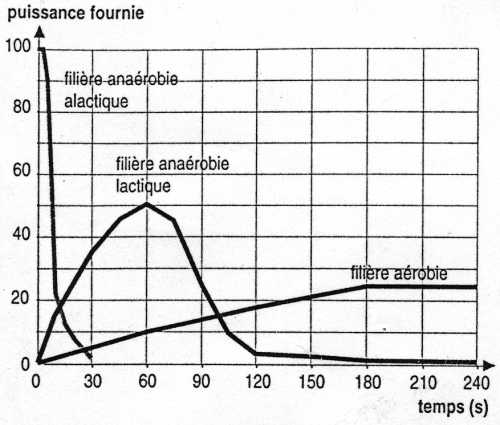 puissance fournie
100
filière anaérobie
alactique
80
filière anaérobie
lactique
60
40
filière aérobie
20
0
0 30 60 90 120 150 180 210 240
temps (s)